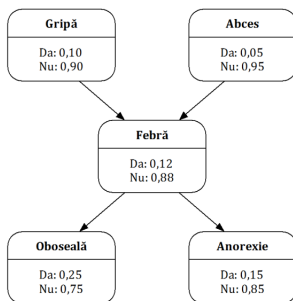 Gripă
Da: 0,10
Nu: 0,90
Abces
Da: 0,05
Nu: 0,95
Febră
Da: 0,12
Nu: 0,88
Oboseală
Da: 0,25
Nu: 0,75
Anorexie
Da: 0,15
Nu: 0,85